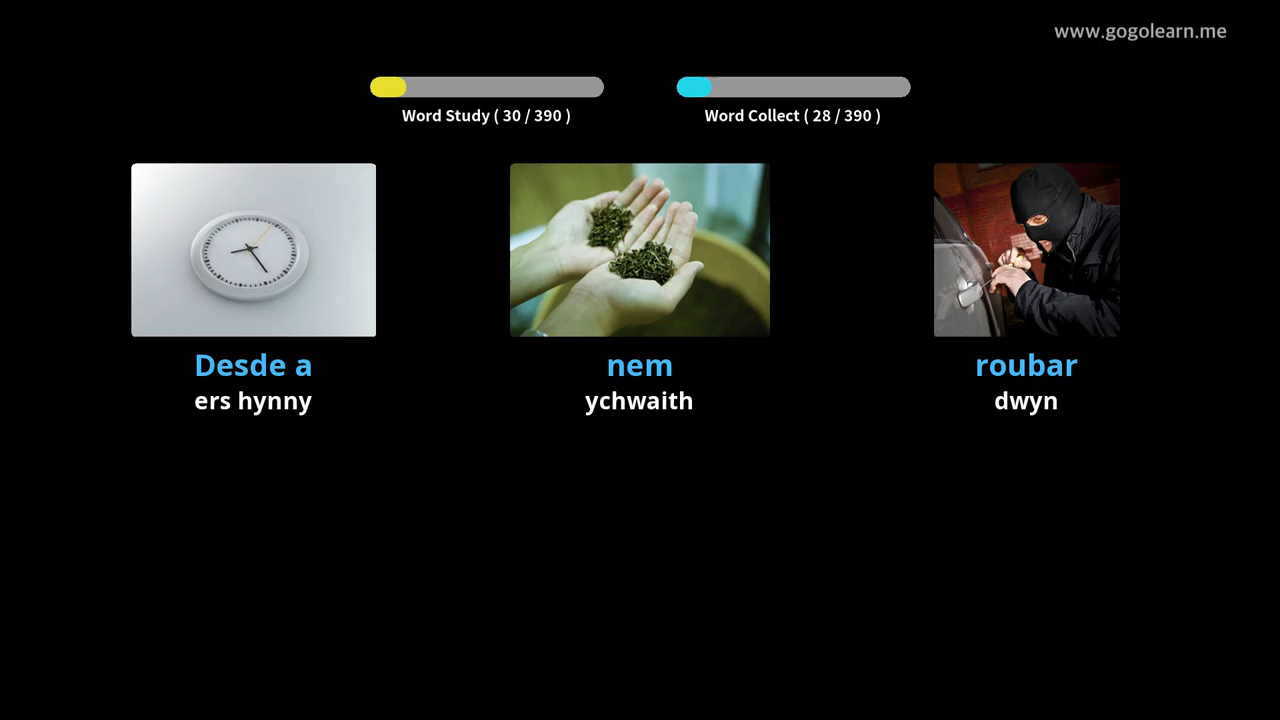 www.gogolearn.me
Word Study ( 30 / 390 )
Word Collect ( 28 / 390 )
Desde a
ers hynny
nem
ychwaith
roubar
dwyn